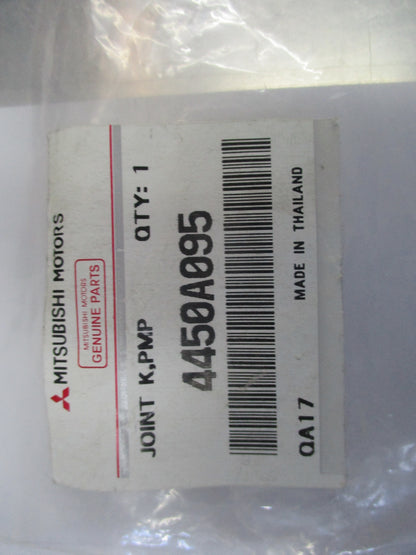 MITSUBISHI MOTORS
MITSUBISHI MOTORS
GENUINE PARTS
JOINT K,PMP QTY: 1
4450A095
QA17 MADE IN THAILAND